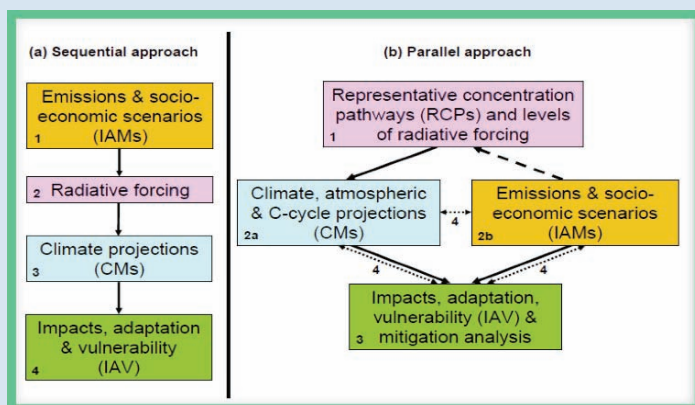 (a) Sequential approach
Emissions & socio-
economic scenarios
1 (IAMs)
2 Radiative forcing
Climate projections
3 (CMs)
Impacts, adaptation
& vulnerability
4 (IAV)
(b) Parallel approach
Representative concentration
pathways (RCPs) and levels
1 of radiative forcing
Climate, atmospheric
& C-cycle projections
2a (CMs)
4
Emissions & socio-
economic scenarios
2b (IAMs)
4
4
Impacts, adaptation,
vulnerability (IAV) &
3 mitigation analysis